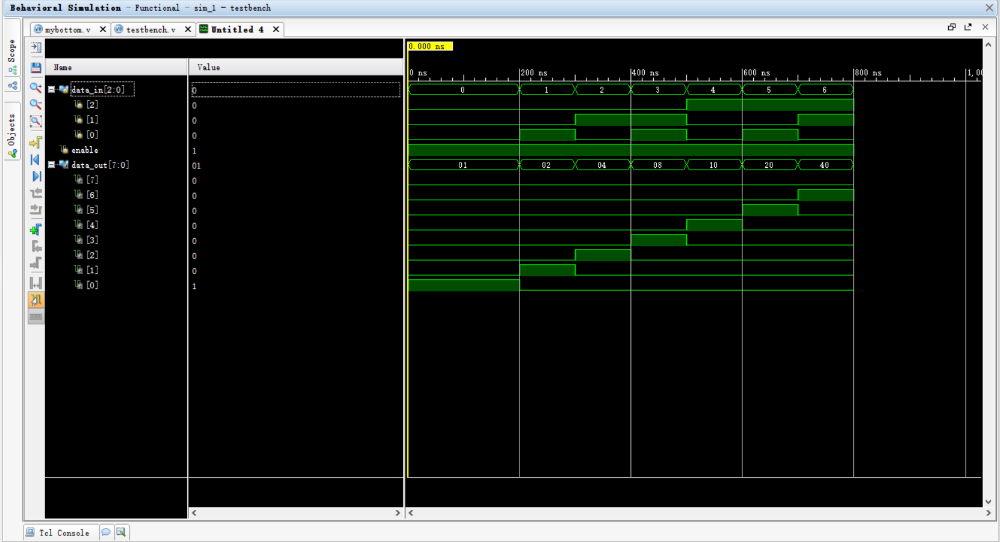 Behavioral Simulation - Functional - sim_1 - testbench
mybottom.v testbench.v Untitled 4
Scope
Objects
0.000 ns
Name Value
0 ns 200 ns 400 ns 600 ns 800 ns 1,00
data_in[2:0] 0 0 1 2 3 4 5 6
[2] 0
[1] 0
[0] 0
enable 1
data_out[7:0] 01 01 02 04 08 10 20 40
[7] 0
[6] 0
[5] 0
[4] 0
[3] 0
[2] 0
[1] 0
[0] 1
Tcl Console